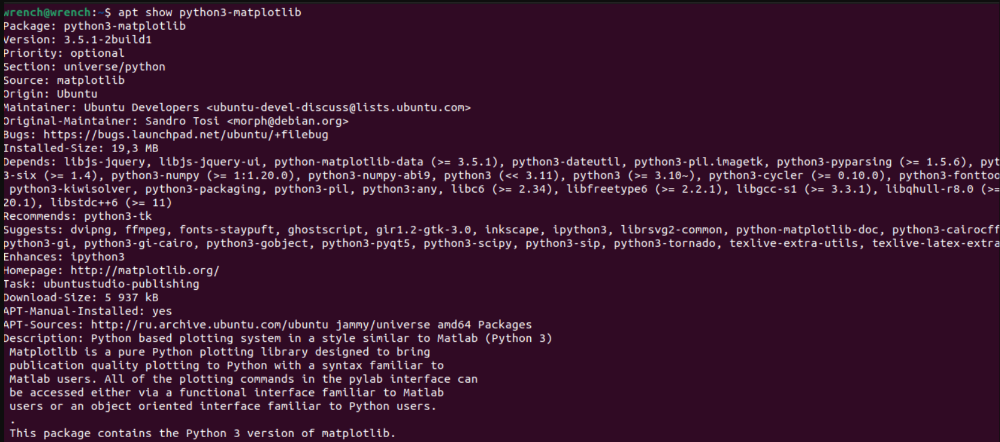 wrench@wrench:~$ apt show python3-matplotlib
Package: python3-matplotlib
Version: 3.5.1-2build1
Priority: optional
Section: universe/python
Source: matplotlib
Origin: Ubuntu
Maintainer: Ubuntu Developers <ubuntu-devel-discuss@lists.ubuntu.com>
Original-Maintainer: Sandro Tosi <morph@debian.org>
Bugs: https://bugs.launchpad.net/ubuntu/+filebug
Installed-Size: 19,3 MB
Depends: libjs-jquery, libjs-jquery-ui, python-matplotlib-data (>= 3.5.1), python3-dateutil, python3-pil.imagetk, python3-pyparsing (>= 1.5.6), pyt
3-six (>= 1.4), python3-numpy (>= 1:1.20.0), python3-numpy-abi9, python3 (<< 3.11), python3 (>= 3.10~), python3-cycler (>= 0.10.0), python3-fonttoo
python3-kiwisolver, python3-packaging, python3-pil, python3:any, libc6 (>= 2.34), libfreetype6 (>= 2.2.1), libgcc-s1 (>= 3.3.1), libqhull-r8.0 (>=
20.1), libstdc++6 (>= 11)
Recommends: python3-tk
Suggests: dvipng, ffmpeg, fonts-staypuft, ghostscript, gir1.2-gtk-3.0, inkscape, ipython3, librsvg2-common, python-matplotlib-doc, python3-cairocff
python3-gi, python3-gi-cairo, python3-gobject, python3-pyqt5, python3-scipy, python3-sip, python3-tornado, texlive-extra-utils, texlive-latex-extra
Enhances: ipython3
Homepage: http://matplotlib.org/
Task: ubuntustudio-publishing
Download-Size: 5 937 kB
APT-Manual-Installed: yes
APT-Sources: http://ru.archive.ubuntu.com/ubuntu jammy/universe amd64 Packages
Description: Python based plotting system in a style similar to Matlab (Python 3)
Matplotlib is a pure Python plotting library designed to bring
publication quality plotting to Python with a syntax familiar to
Matlab users. All of the plotting commands in the pylab interface can
be accessed either via a functional interface familiar to Matlab
users or an object oriented interface familiar to Python users.
.
This package contains the Python 3 version of matplotlib.